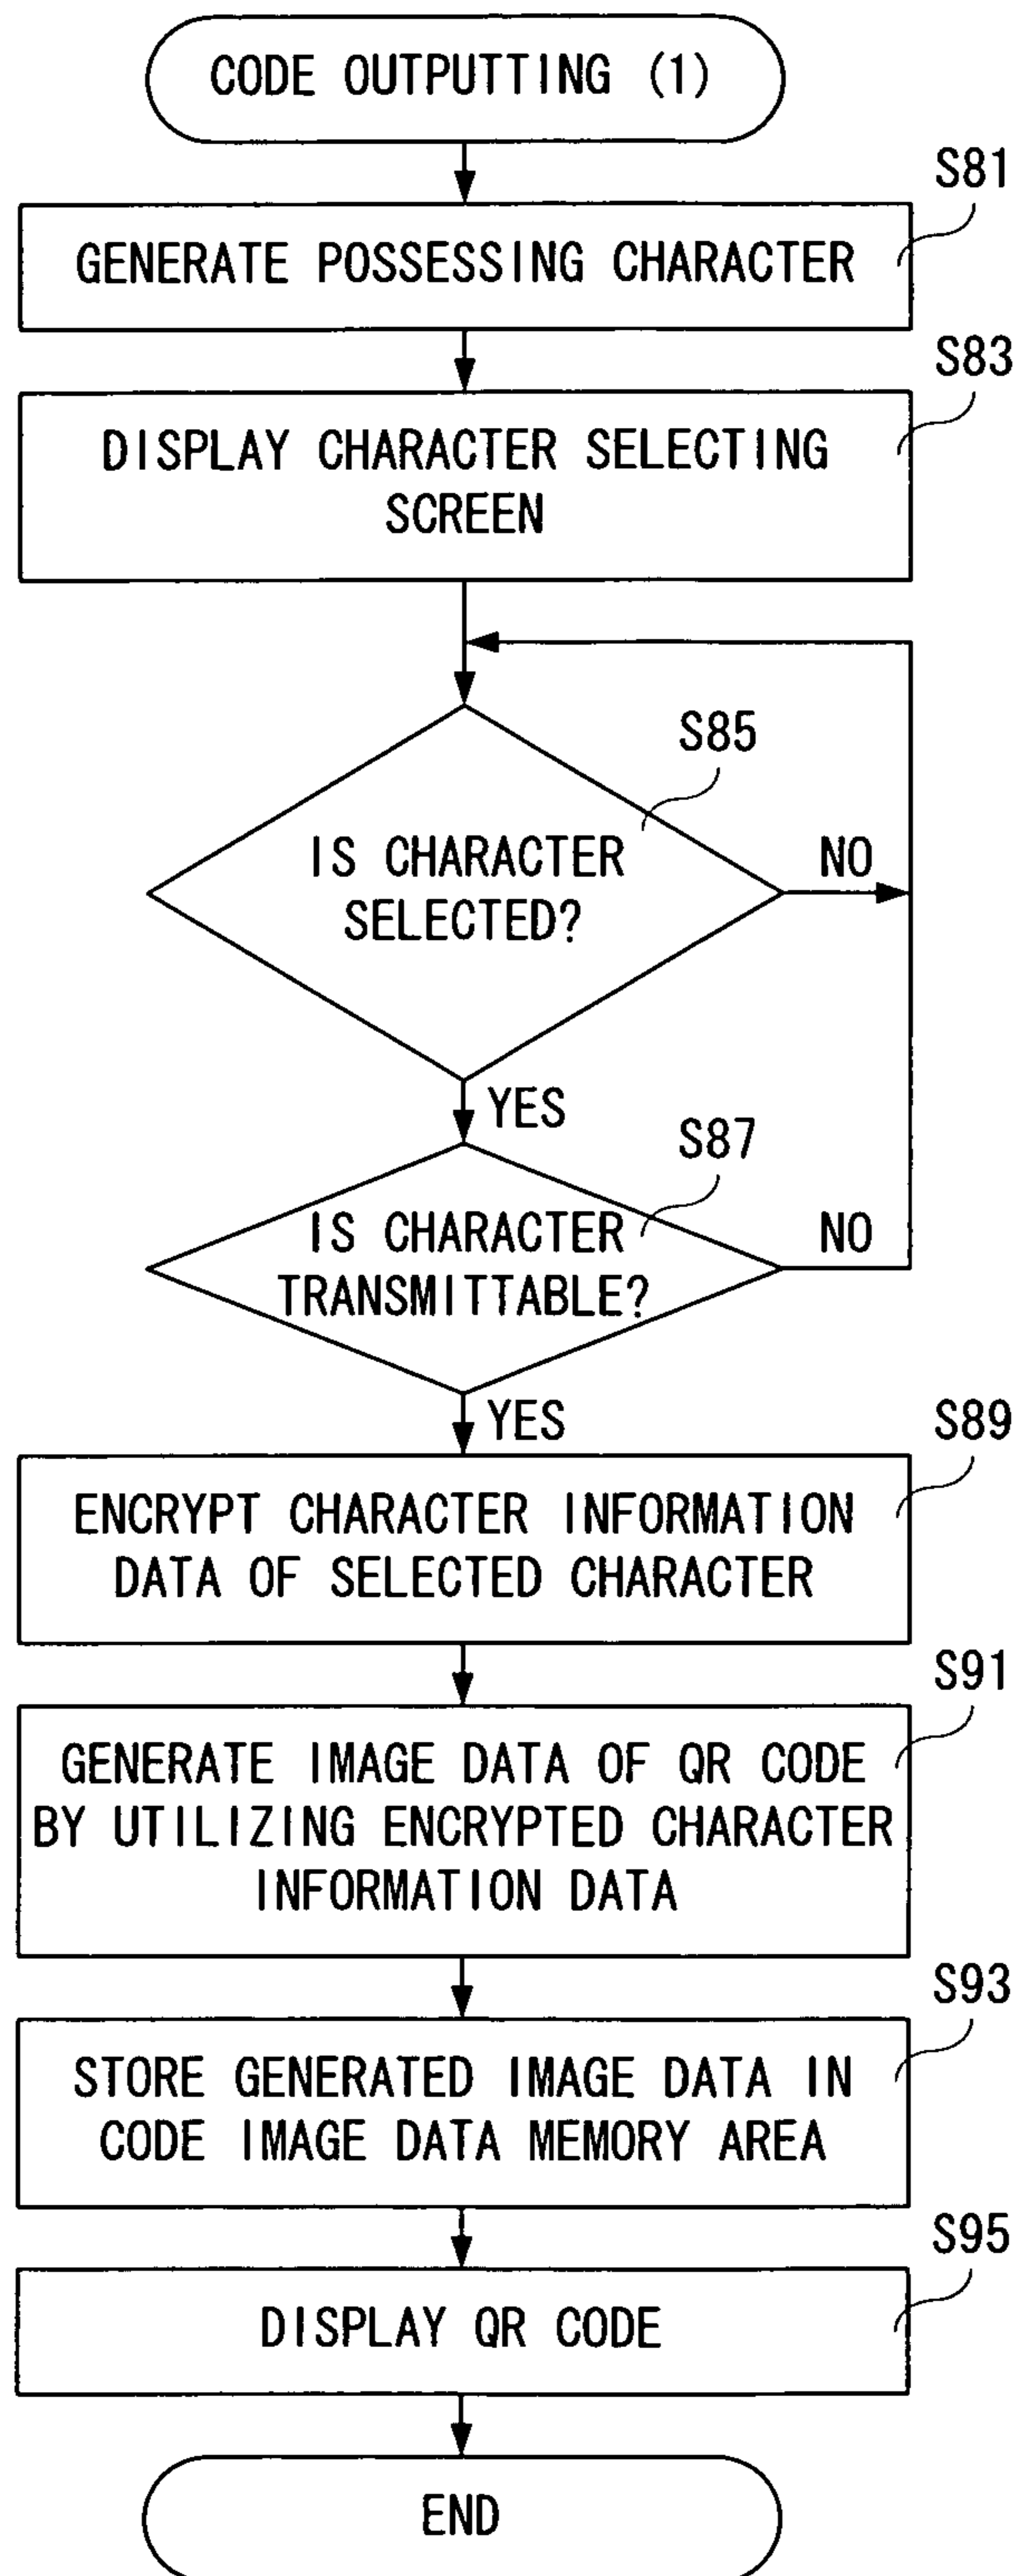 CODE OUTPUTTING (1)
S81
GENERATE POSSESSING CHARACTER
S83
DISPLAY CHARACTER SELECTING
SCREEN
S85
IS CHARACTER
SELECTED?
NO
YES
S87
IS CHARACTER
TRANSMITTABLE?
NO
YES
S89
ENCRYPT CHARACTER INFORMATION
DATA OF SELECTED CHARACTER
S91
GENERATE IMAGE DATA OF QR CODE
BY UTILIZING ENCRYPTED CHARACTER
INFORMATION DATA
S93
STORE GENERATED IMAGE DATA IN
CODE IMAGE DATA MEMORY AREA
S95
DISPLAY QR CODE
END